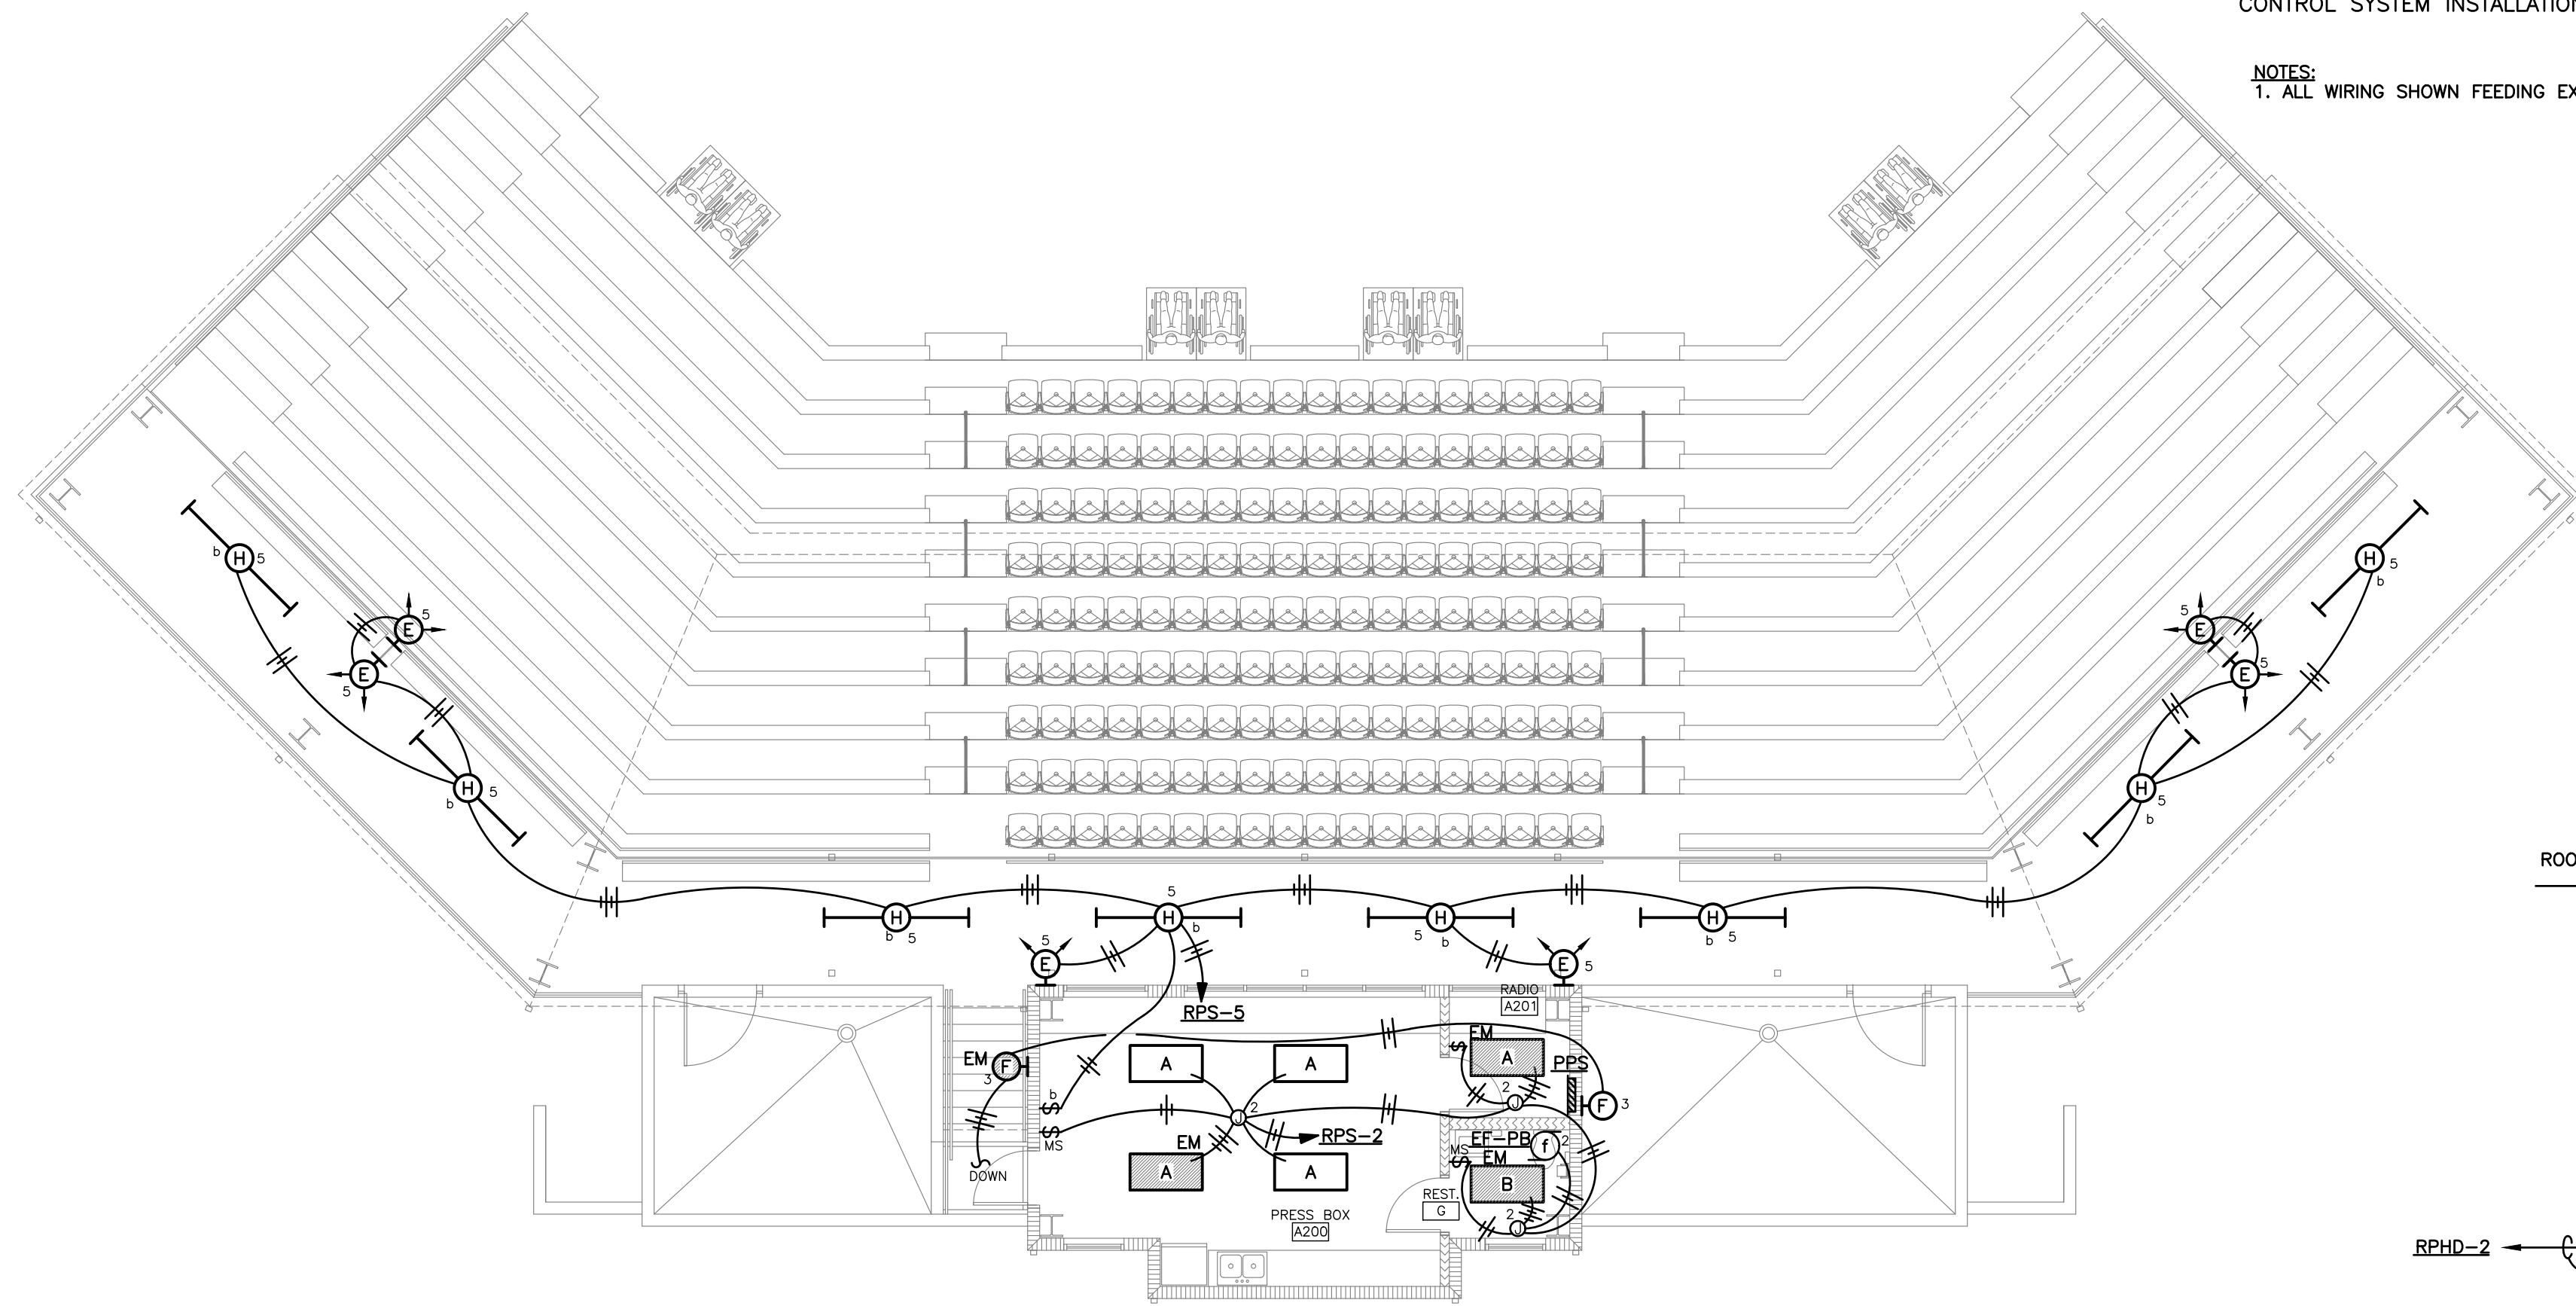 CONTROL SYSTEM INSTALLATION
NOTES:
1. ALL WIRING SHOWN FEEDING EX
b H 5
H 5
b
5
E
E
5
5
E
E
5
b H 5
H 5
b
ROO
5
H
b 5
H
b
H
5 b
H
b 5
5
E
E
5
RPS-5
RADIO
A201
EM
F
3
A
A
EM
S
A
PPS
F 3
b
S
S
MS
J 2
2
J
RPS-2
EM
A
A
EF-PB
f 2
MS
S
EM
B
S
DOWN
REST.
G
2
J
PRESS BOX
A200
RPHD-2